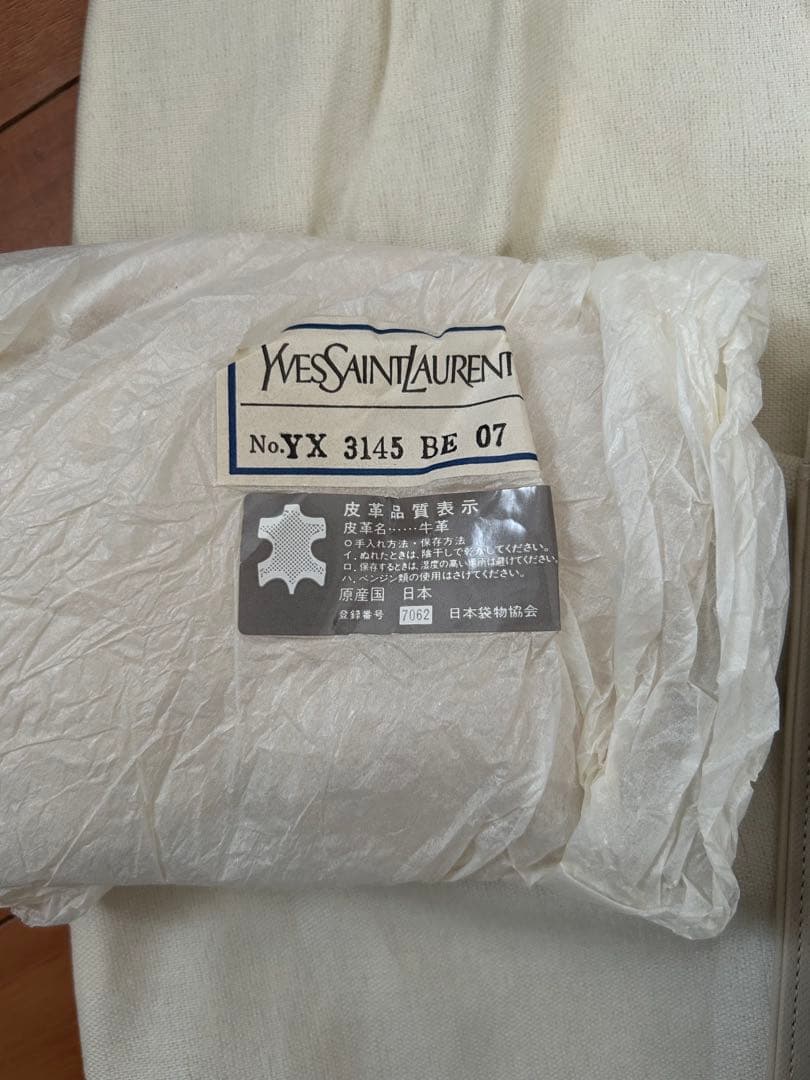 YVESSAINTLAURENT
No.YX 3145 BE 07
皮革品質表示
皮革名‥‥‥牛革
○手入れ方法・保存方法
イ．ぬれたときは、陰干しで乾かしてください。
ロ．保存するときは、湿度の高い場所は避けてください。
ハ．ベンジン類の使用はさけてください。
原産国 日本
登録番号 7062 日本袋物協会